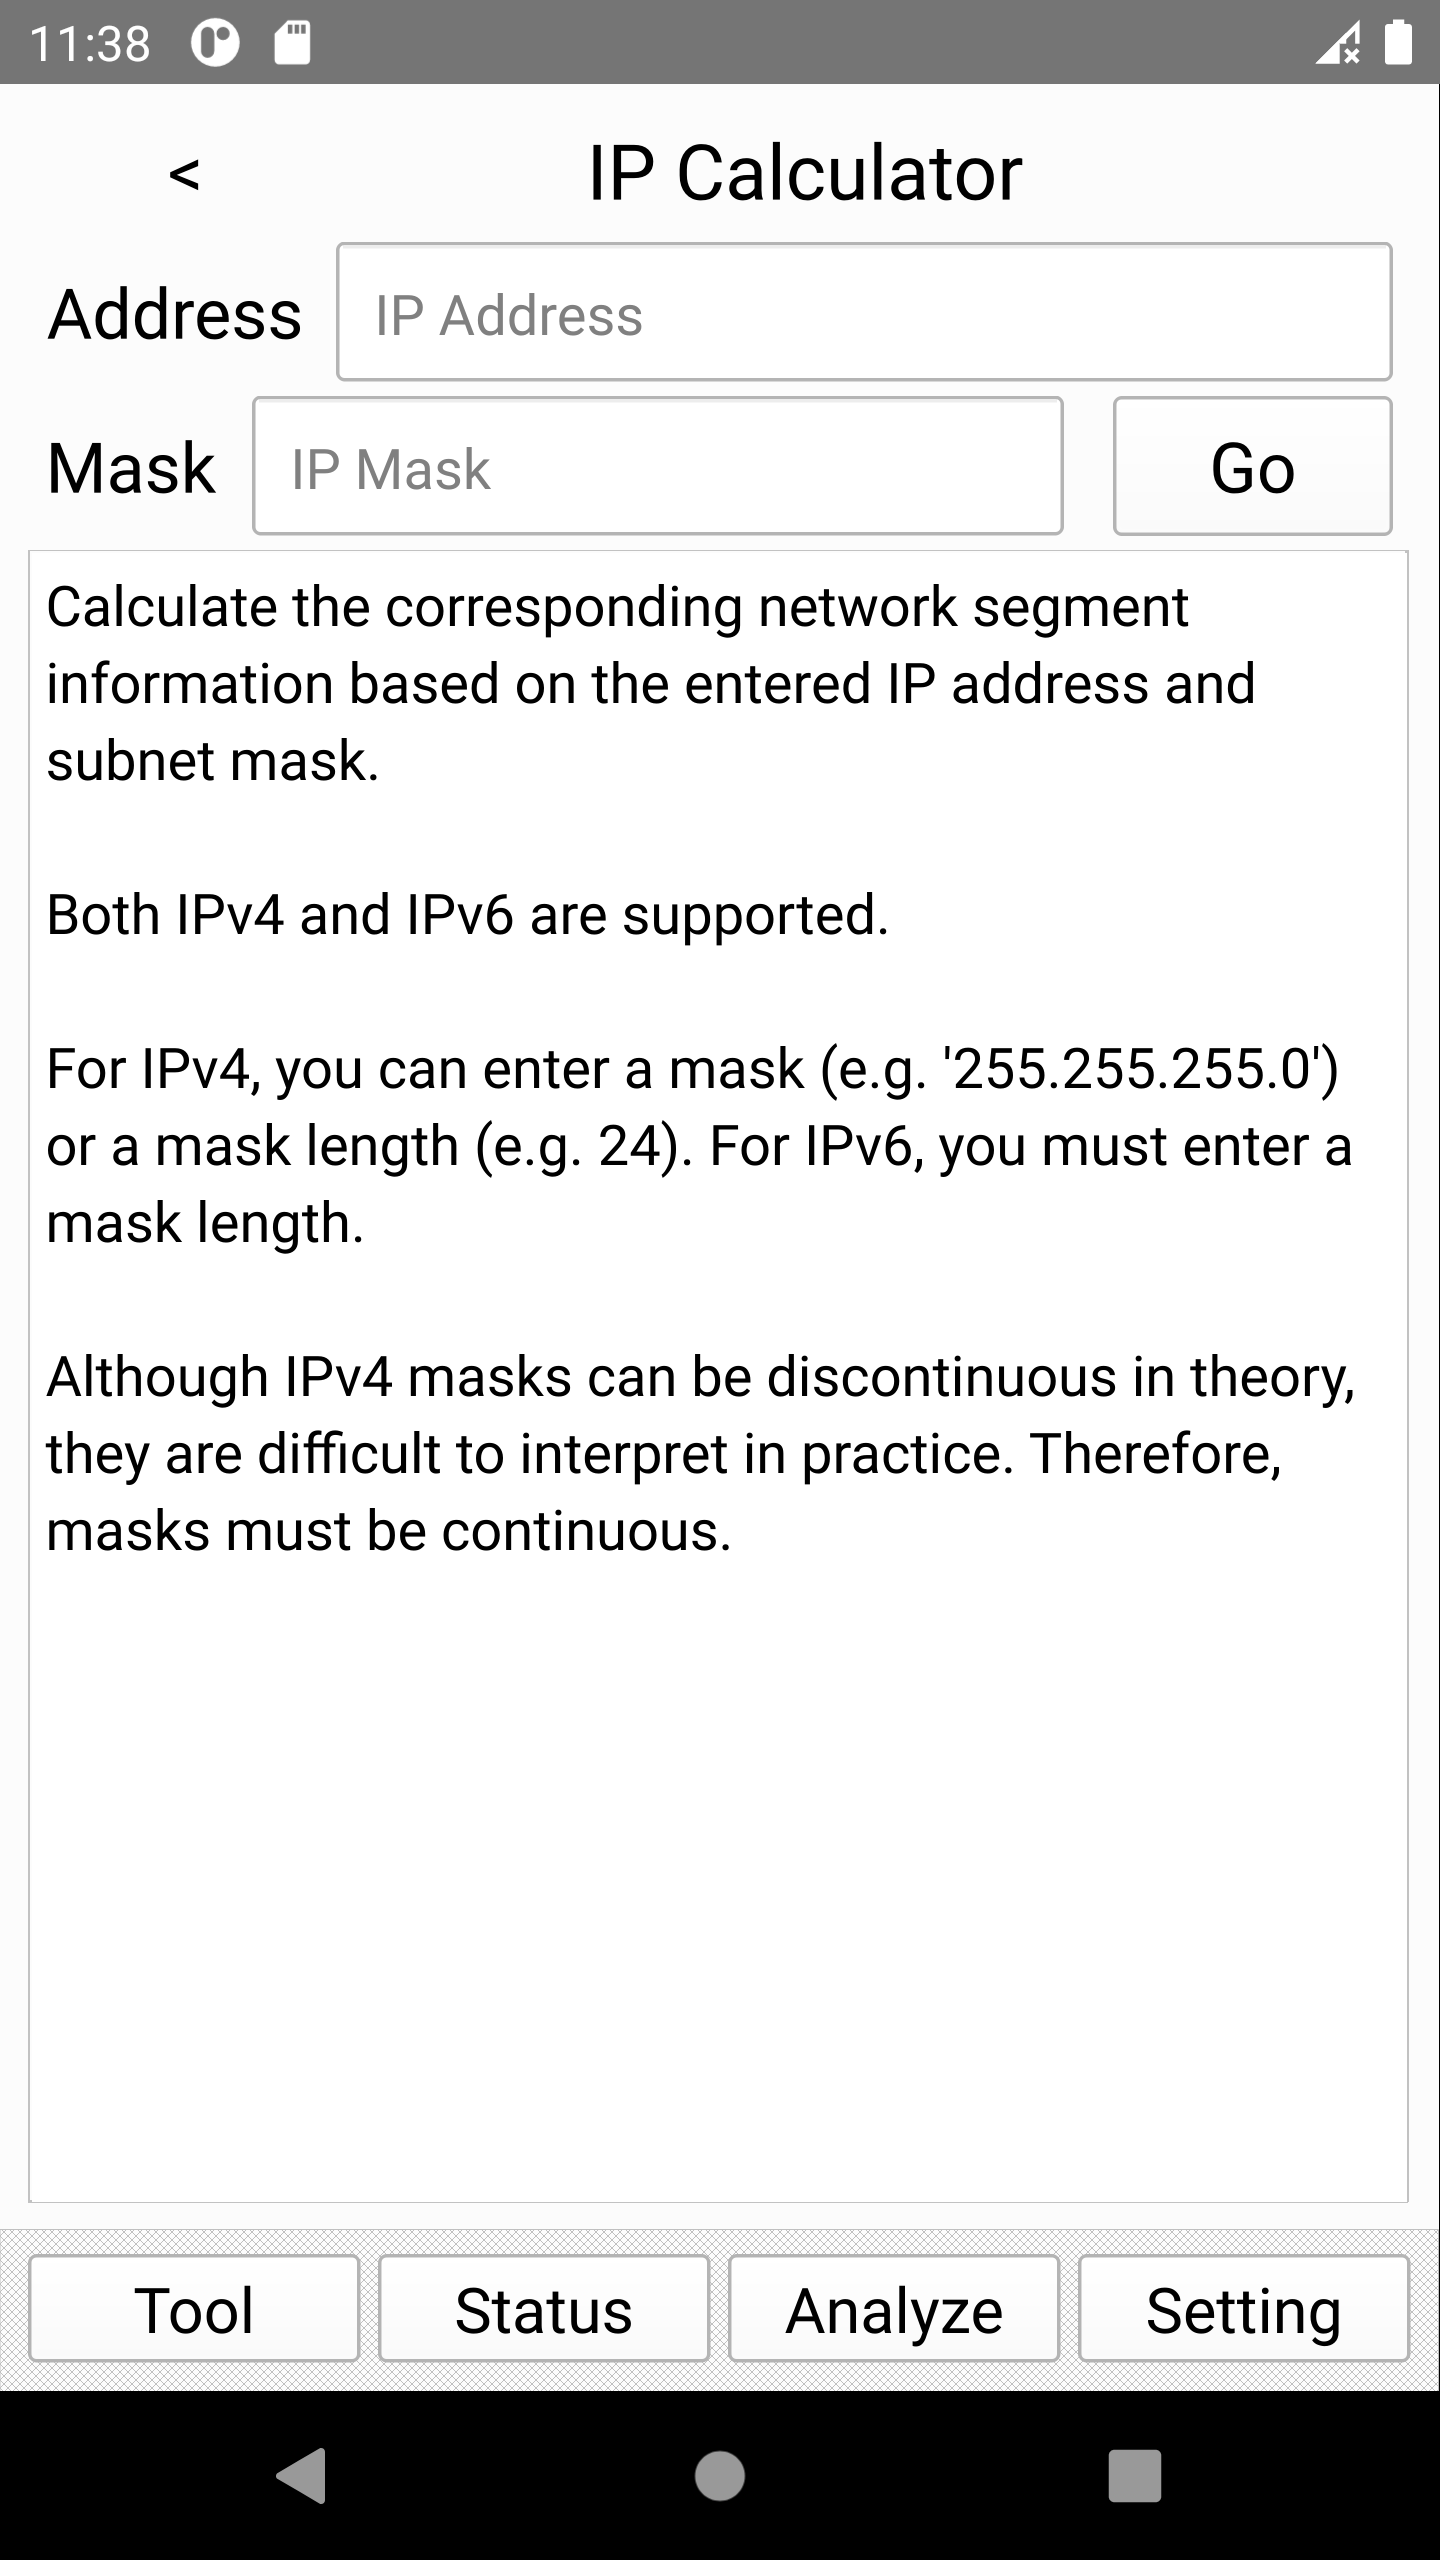 11:38
< IP Calculator
Address IP Address
Mask IP Mask Go
Calculate the corresponding network segment
information based on the entered IP address and
subnet mask.
Both IPv4 and IPv6 are supported.
For IPv4, you can enter a mask (e.g. '255.255.255.0')
or a mask length (e.g. 24). For IPv6, you must enter a
mask length.
Although IPv4 masks can be discontinuous in theory,
they are difficult to interpret in practice. Therefore,
masks must be continuous.
Tool Status Analyze Setting